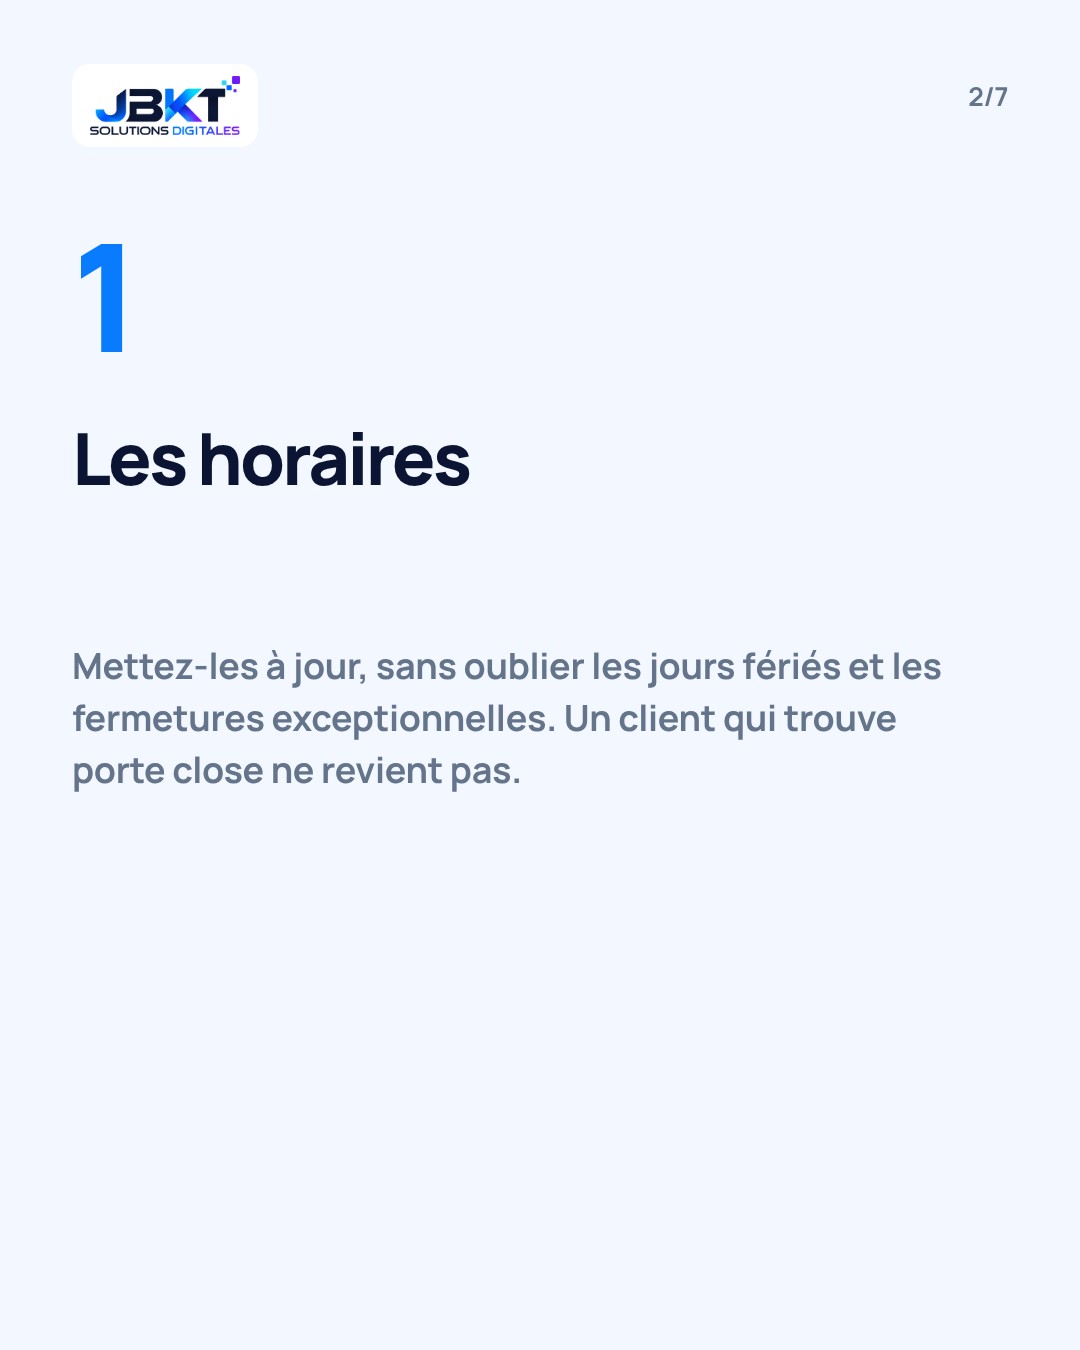 JBKT
SOLUTIONS DIGITALES
2/7
1
Les horaires
Mettez-les à jour, sans oublier les jours fériés et les
fermetures exceptionnelles. Un client qui trouve
porte close ne revient pas.